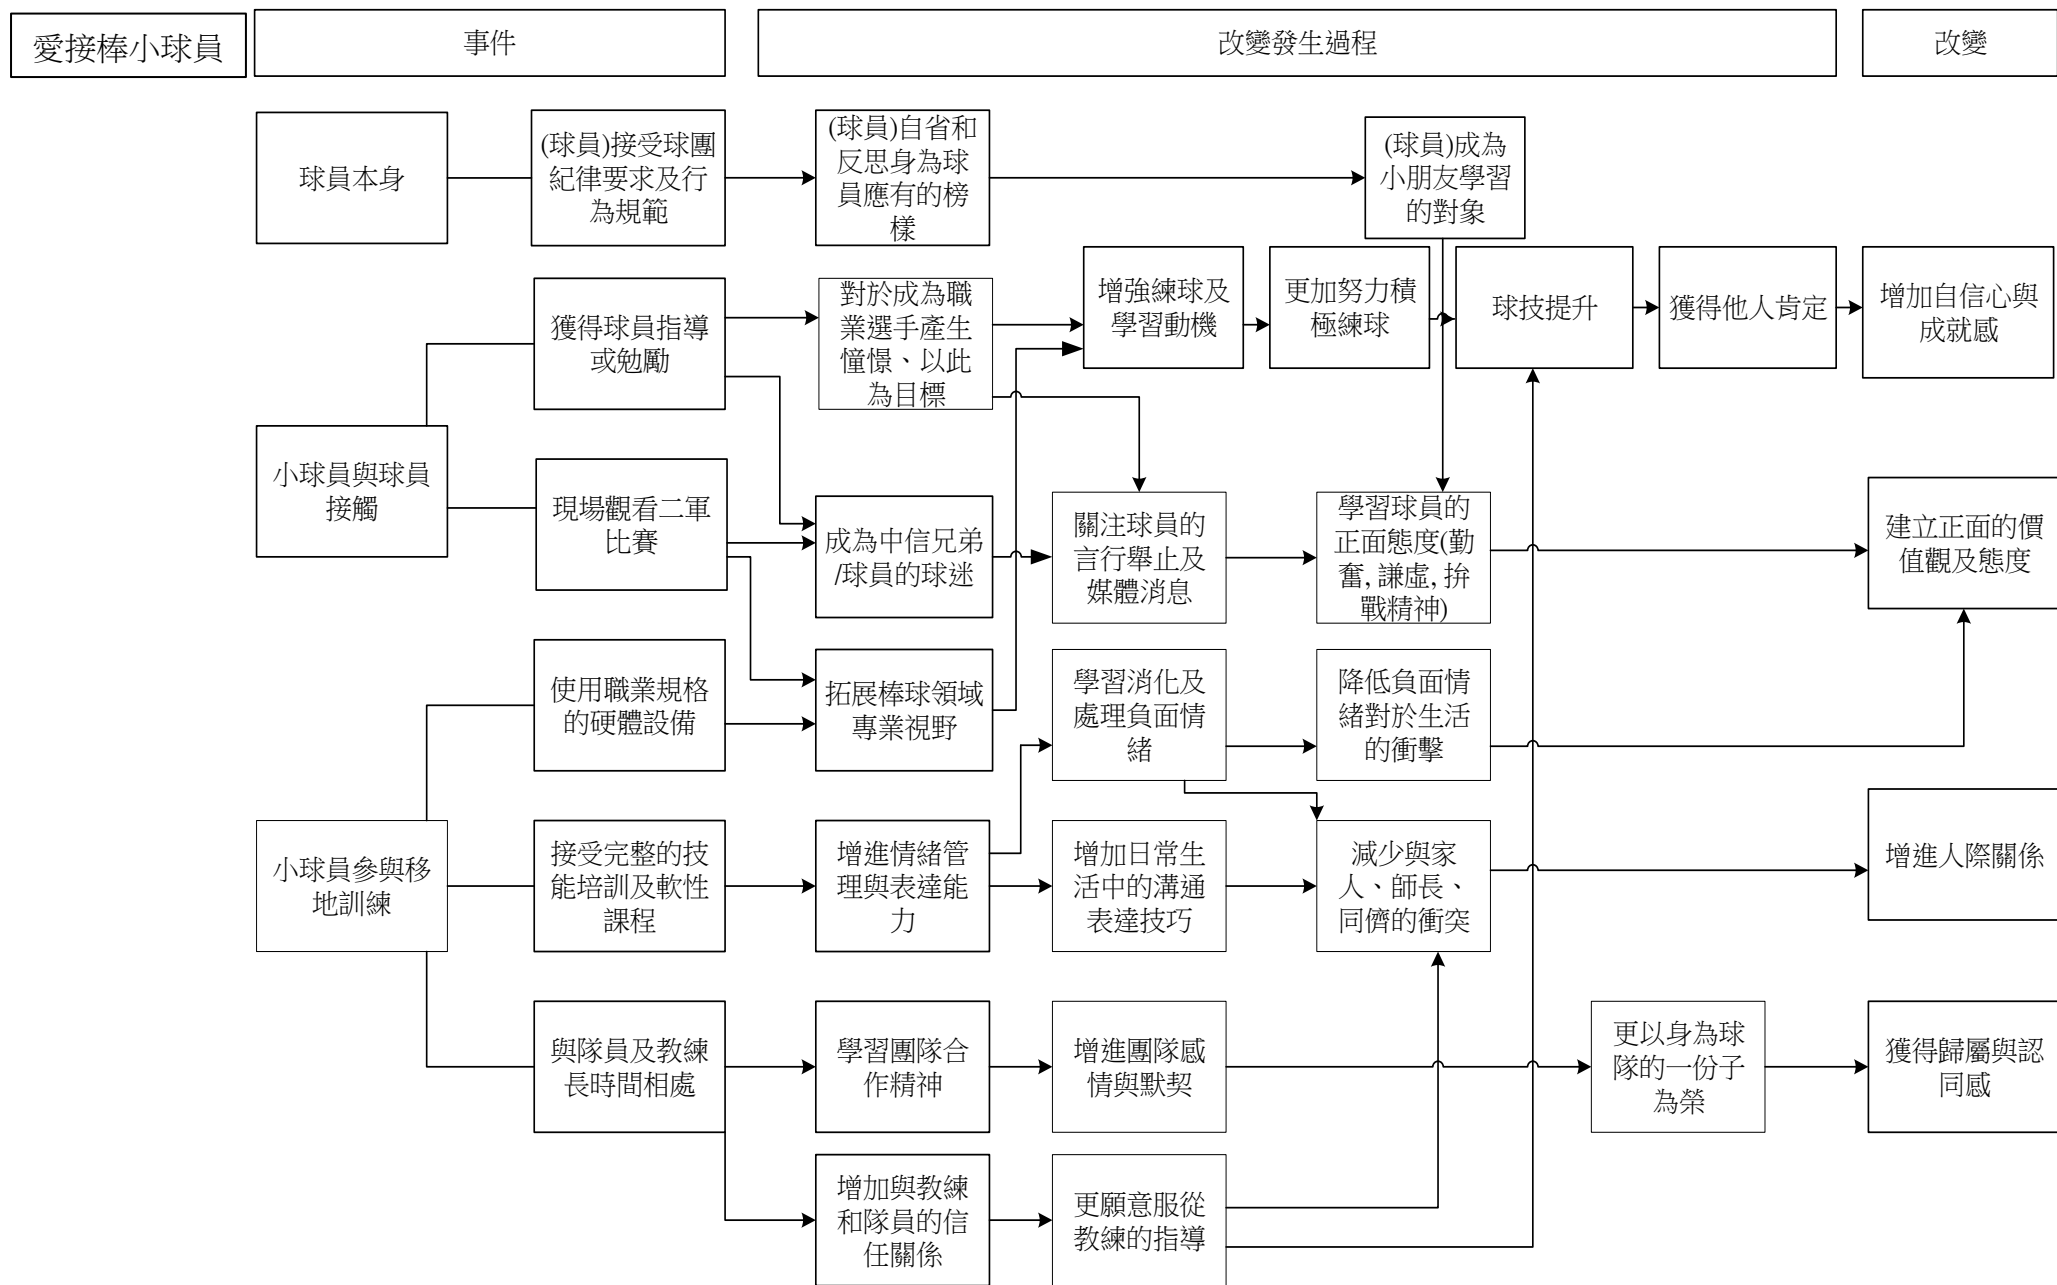 愛接棒小球員
事件
改變發生過程
改變
球員本身
(球員)接受球團
紀律要求及行
為規範
(球員)自省和
反思身為球
員應有的榜
樣
(球員)成為
小朋友學習
的對象
獲得球員指導
或勉勵
對於成為職
業選手產生
憧憬、以此
為目標
增強練球及
學習動機
更加努力積
極練球
球技提升
獲得他人肯定
增加自信心與
成就感
小球員與球員
接觸
現場觀看二軍
比賽
成為中信兄弟
/球員的球迷
關注球員的
言行舉止及
媒體消息
學習球員的
正面態度(勤
奮, 謙虛, 拚
戰精神)
建立正面的價
值觀及態度
使用職業規格
的硬體設備
拓展棒球領域
專業視野
學習消化及
處理負面情
緒
降低負面情
緒對於生活
的衝擊
小球員參與移
地訓練
接受完整的技
能培訓及軟性
課程
增進情緒管
理與表達能
力
增加日常生
活中的溝通
表達技巧
減少與家
人、師長、
同儕的衝突
增進人際關係
與隊員及教練
長時間相處
學習團隊合
作精神
增進團隊感
情與默契
更以身為球
隊的一份子
為榮
獲得歸屬與認
同感
增加與教練
和隊員的信
任關係
更願意服從
教練的指導